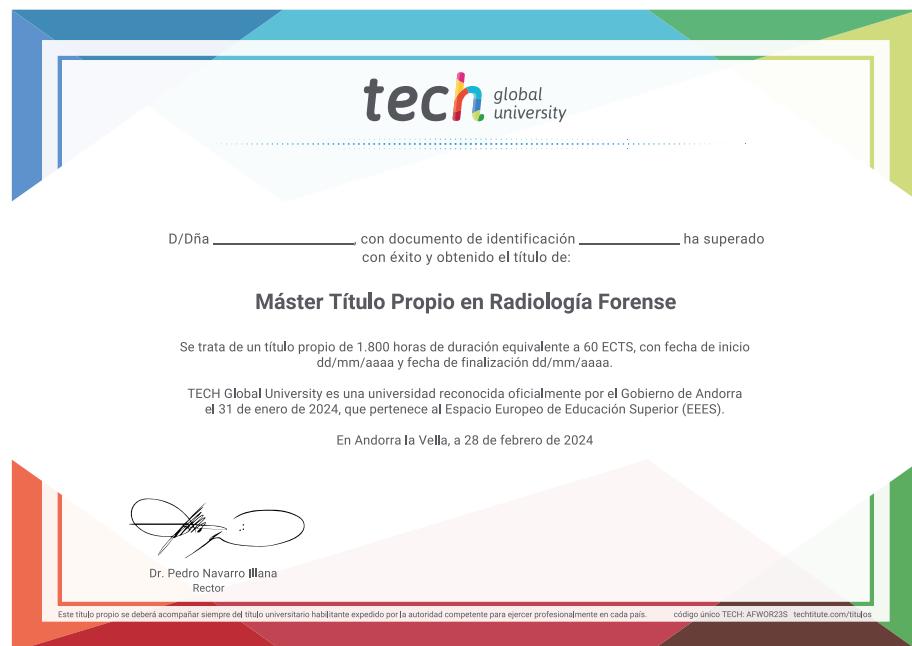 tech global university
D/Dña ____________________, con documento de identificación ______________ ha superado
con éxito y obtenido el título de:
Máster Título Propio en Radiología Forense
Se trata de un título propio de 1.800 horas de duración equivalente a 60 ECTS, con fecha de inicio
dd/mm/aaaa y fecha de finalización dd/mm/aaaa.
TECH Global University es una universidad reconocida oficialmente por el Gobierno de Andorra
el 31 de enero de 2024, que pertenece al Espacio Europeo de Educación Superior (EEES).
En Andorra la Vella, a 28 de febrero de 2024
Dr. Pedro Navarro Illana
Rector
Este título propio se deberá acompañar siempre del título universitario habilitante expedido por la autoridad competente para ejercer profesionalmente en cada país. código único TECH: AFWOR23S techtitute.com/titulos